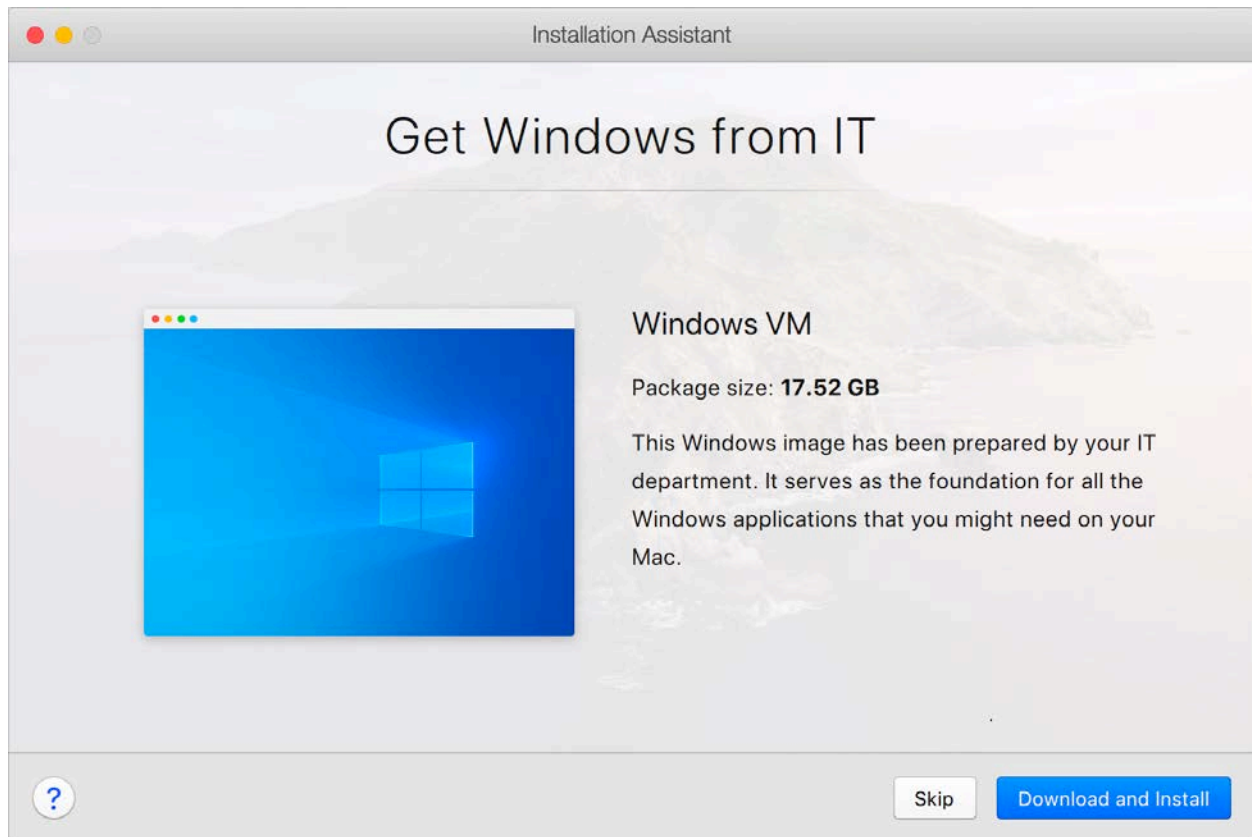 Installation Assistant
Get Windows from IT
Windows VM
Package size: 17.52 GB
This Windows image has been prepared by your IT
department. It serves as the foundation for all the
Windows applications that you might need on your
Mac.
?
Skip
Download and Install